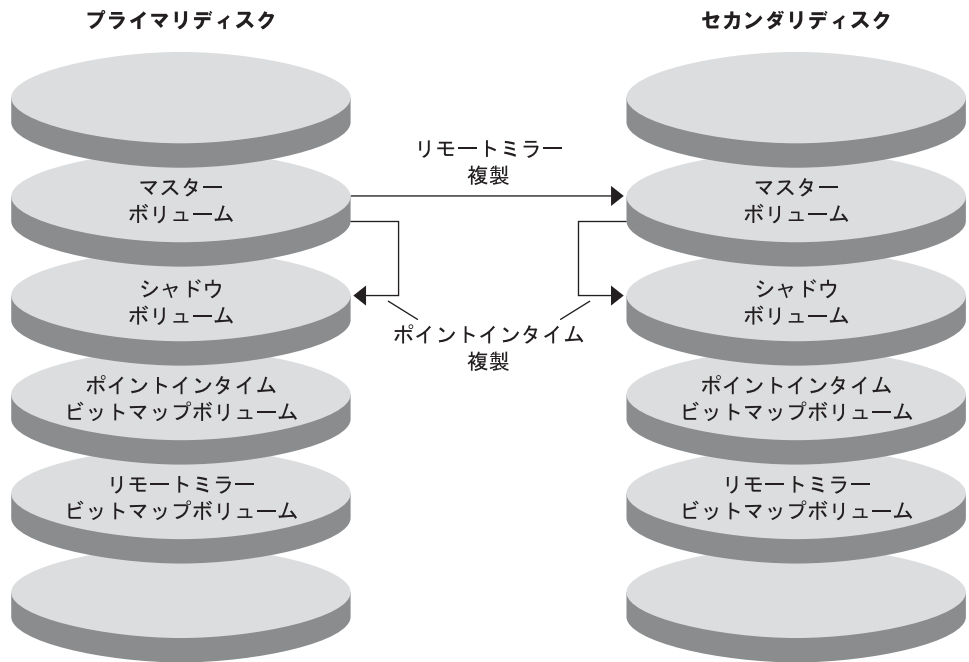 プライマリディスク
セカンダリディスク
リモートミラー
複製
マスター
ボリューム
マスター
ボリューム
シャドウ
ボリューム
シャドウ
ボリューム
ポイントインタイム
複製
ポイントインタイム
ビットマップボリューム
ポイントインタイム
ビットマップボリューム
リモートミラー
ビットマップボリューム
リモートミラー
ビットマップボリューム